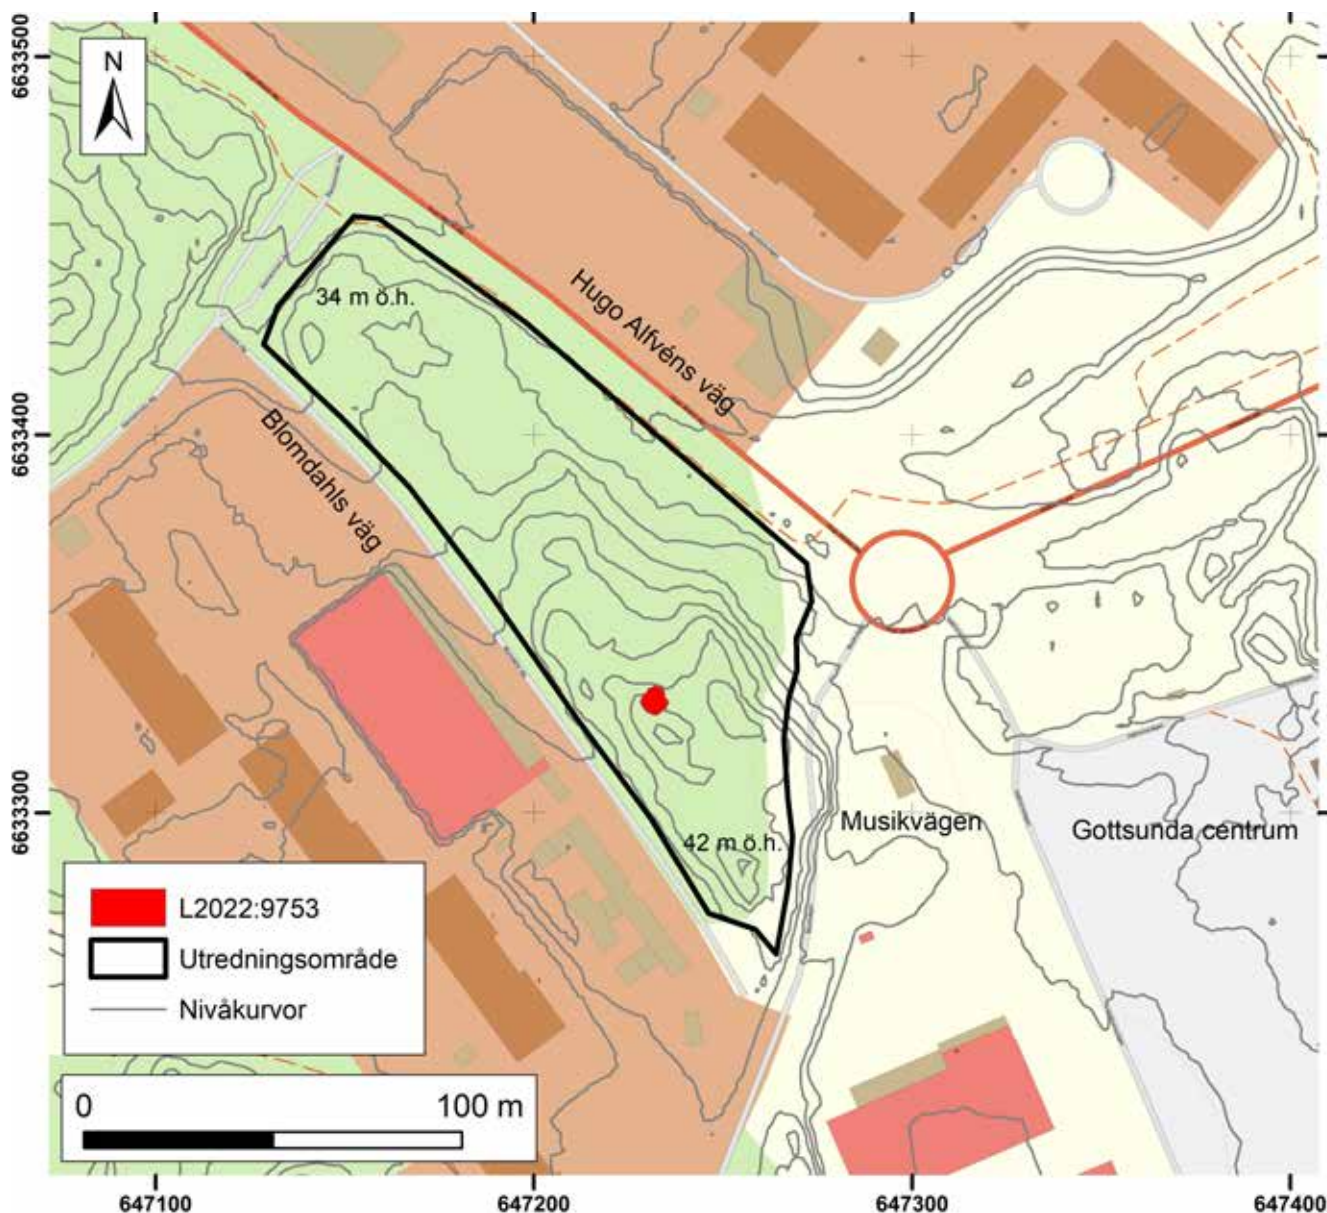 N
6633500
6633400
6633300
34 m ö.h.
Hugo Alfvéns väg
Blomdahls väg
42 m ö.h.
Musikvägen
Gottsunda centrum
L2022:9753
Utredningsområde
Nivåkurvor
0 100 m
647100 647200 647300 647400